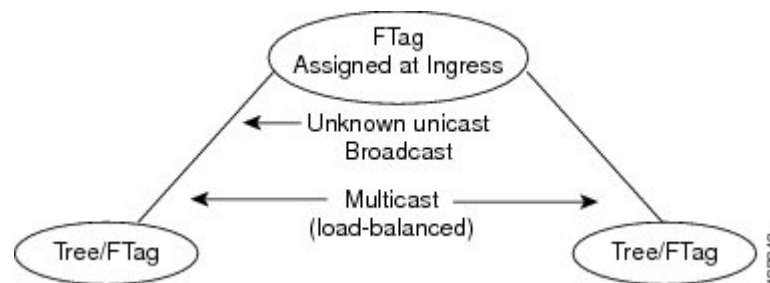 FTag
Assigned at Ingress
Unknown unicast
Broadcast
Multicast
(load-balanced)
Tree/FTag
Tree/FTag